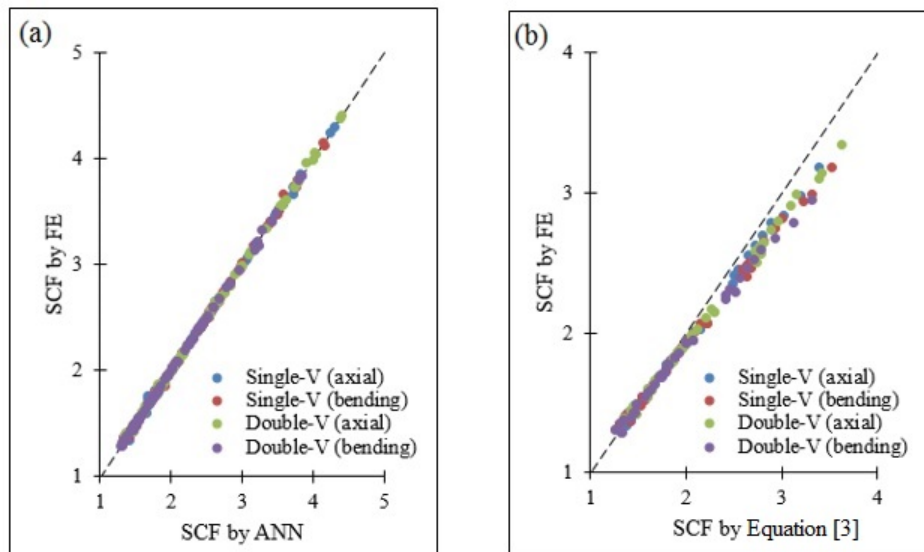 (a)
5
4
3
2
1
SCF by FE
Single-V (axial)
Single-V (bending)
Double-V (axial)
Double-V (bending)
1 2 3 4 5
SCF by ANN
(b)
4
3
2
1
SCF by FE
Single-V (axial)
Single-V (bending)
Double-V (axial)
Double-V (bending)
1 2 3 4
SCF by Equation [3]